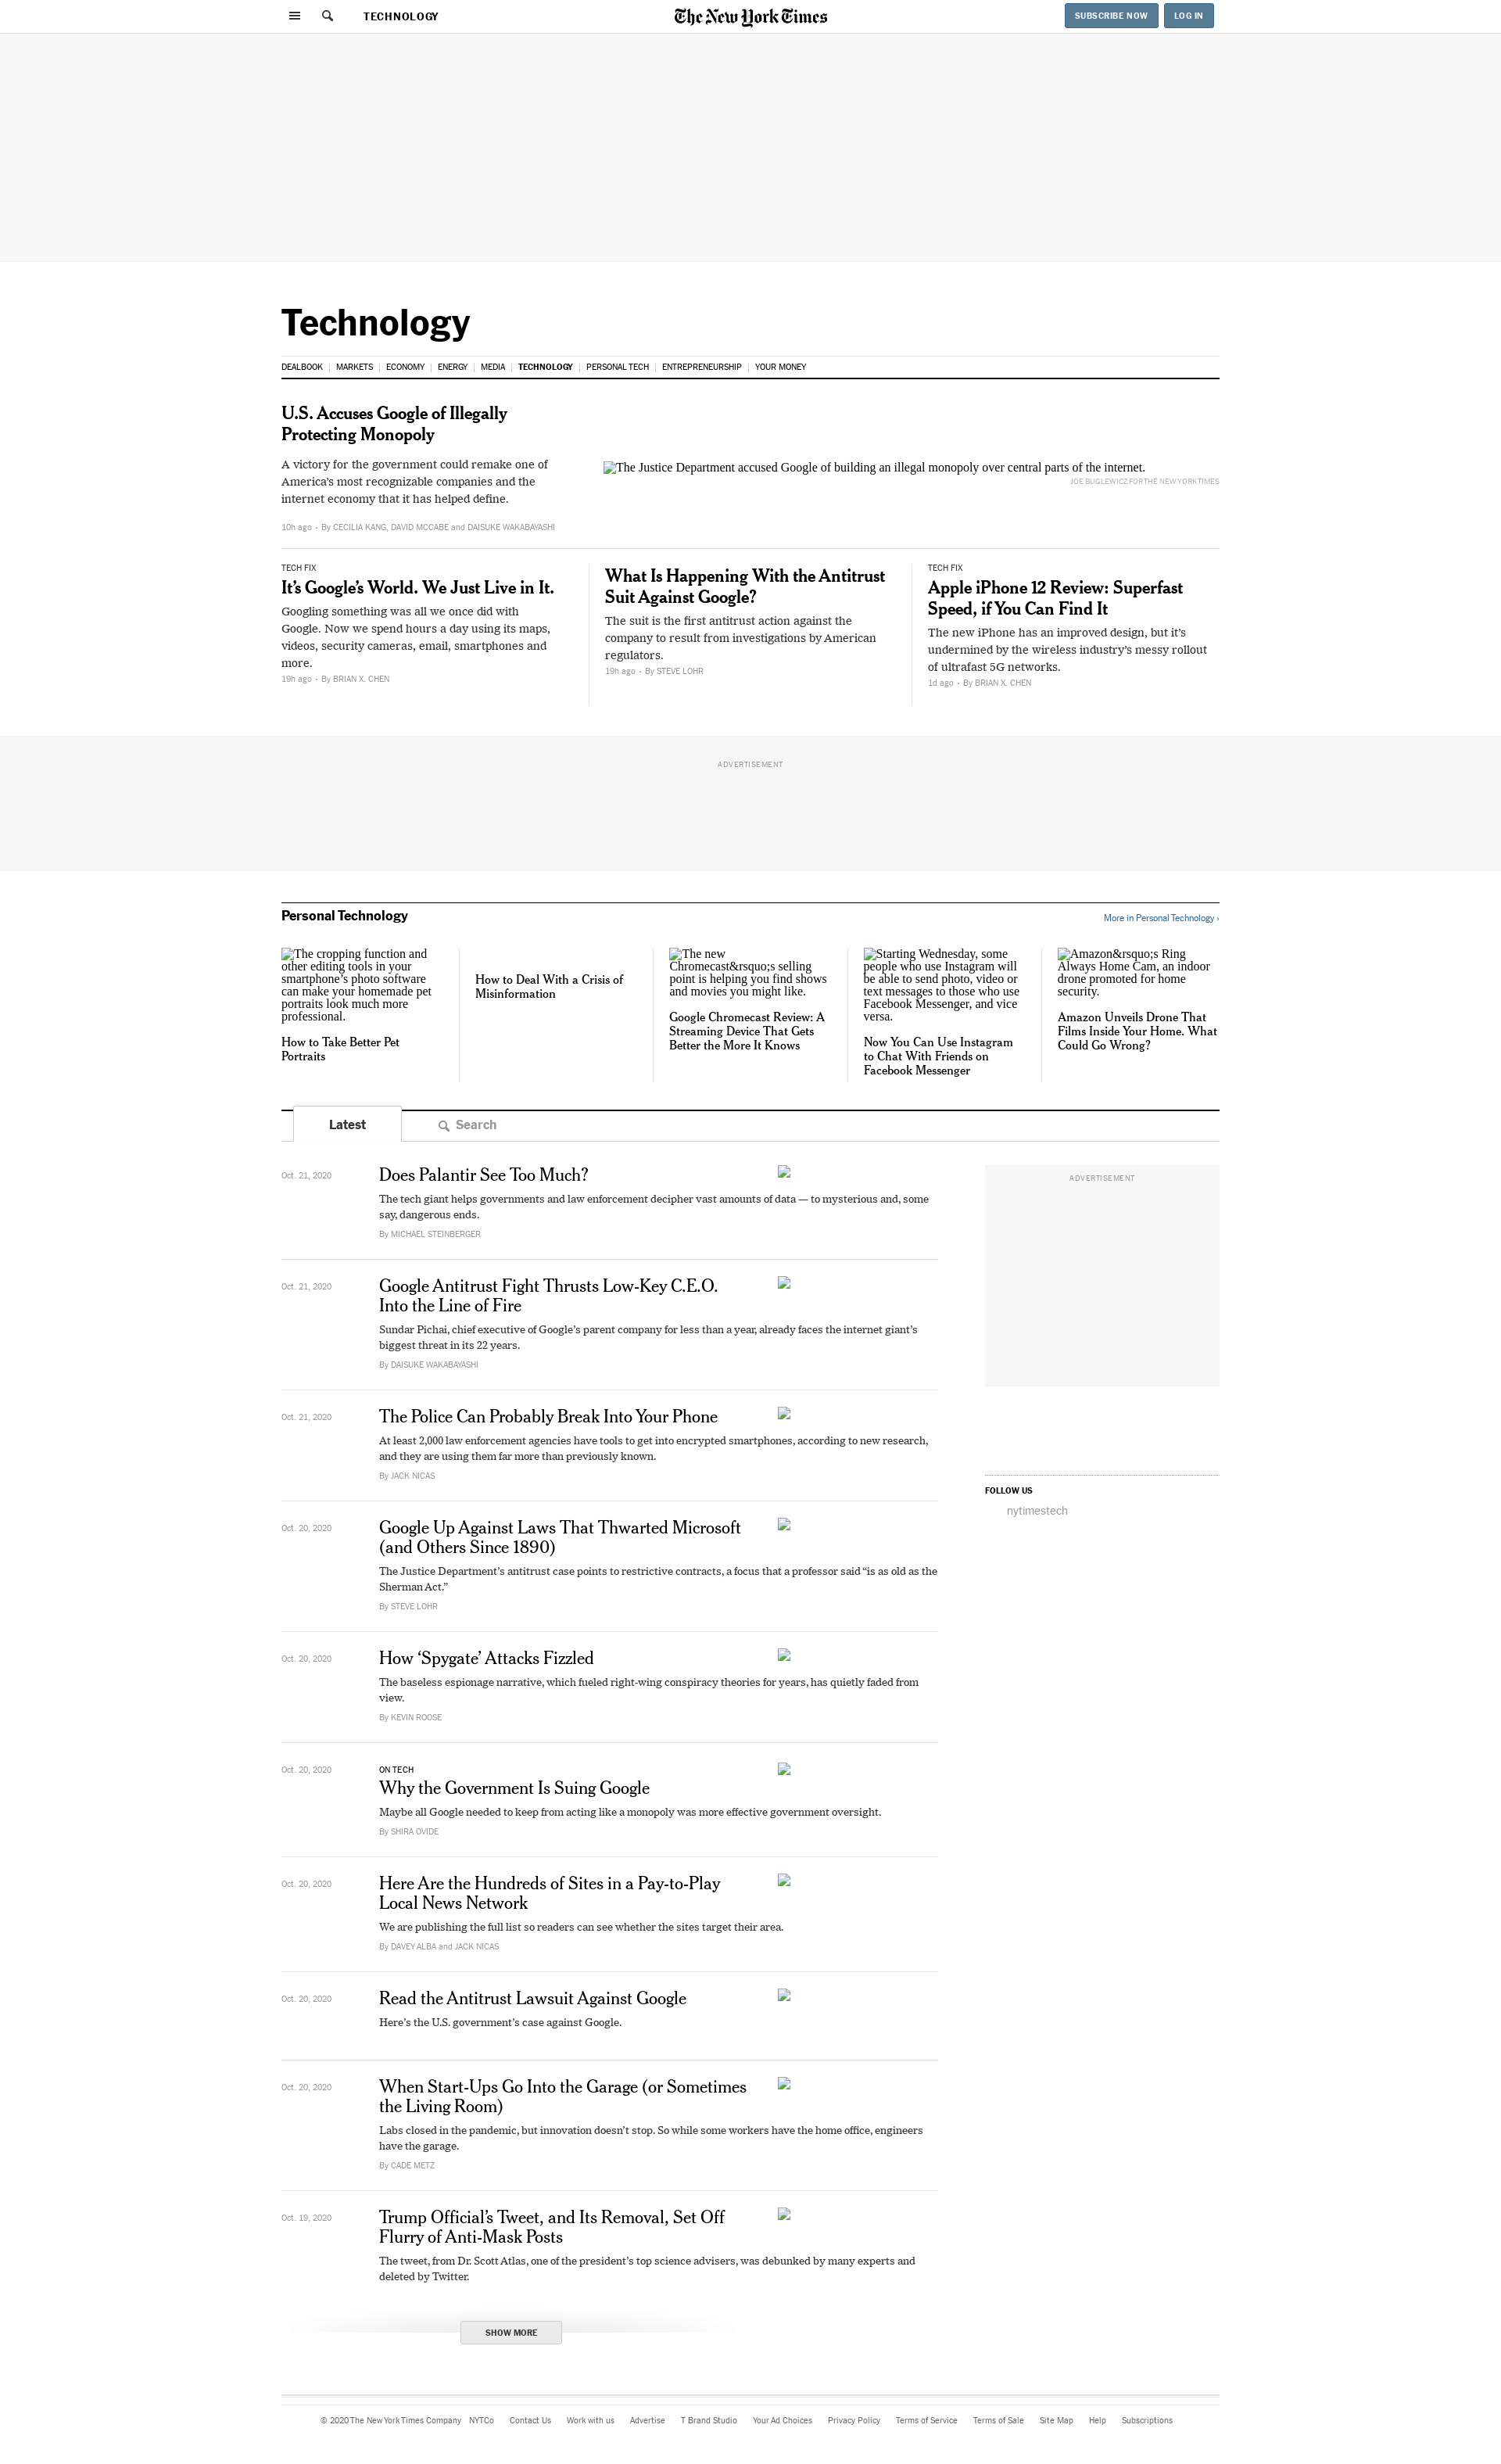 TECHNOLOGY
The New York Times
SUBSCRIBE NOW
LOG IN
Technology
DEALBOOK
MARKETS
ECONOMY
ENERGY
MEDIA
TECHNOLOGY
PERSONAL TECH
ENTREPRENEURSHIP
YOUR MONEY
U.S. Accuses Google of Illegally
Protecting Monopoly
A victory for the government could remake one of
America’s most recognizable companies and the
internet economy that it has helped define.
10h ago • By CECILIA KANG, DAVID MCCABE and DAISUKE WAKABAYASHI
The Justice Department accused Google of building an illegal monopoly over central parts of the internet.
JOE BUGLEWICZ FOR THE NEW YORK TIMES
TECH FIX
It’s Google’s World. We Just Live in It.
Googling something was all we once did with
Google. Now we spend hours a day using its maps,
videos, security cameras, email, smartphones and
more.
19h ago • By BRIAN X. CHEN
What Is Happening With the Antitrust
Suit Against Google?
The suit is the first antitrust action against the
company to result from investigations by American
regulators.
19h ago • By STEVE LOHR
TECH FIX
Apple iPhone 12 Review: Superfast
Speed, if You Can Find It
The new iPhone has an improved design, but it’s
undermined by the wireless industry’s messy rollout
of ultrafast 5G networks.
1d ago • By BRIAN X. CHEN
ADVERTISEMENT
Personal Technology
More in Personal Technology ›
The cropping function and
other editing tools in your
smartphone’s photo software
can make your homemade pet
portraits look much more
professional.
How to Take Better Pet
Portraits
How to Deal With a Crisis of
Misinformation
The new
Chromecast&rsquo;s selling
point is helping you find shows
and movies you might like.
Google Chromecast Review: A
Streaming Device That Gets
Better the More It Knows
Starting Wednesday, some
people who use Instagram will
be able to send photo, video or
text messages to those who use
Facebook Messenger, and vice
versa.
Now You Can Use Instagram
to Chat With Friends on
Facebook Messenger
Amazon&rsquo;s Ring
Always Home Cam, an indoor
drone promoted for home
security.
Amazon Unveils Drone That
Films Inside Your Home. What
Could Go Wrong?
Latest
Search
Oct. 21, 2020
Does Palantir See Too Much?
The tech giant helps governments and law enforcement decipher vast amounts of data — to mysterious and, some
say, dangerous ends.
By MICHAEL STEINBERGER
Oct. 21, 2020
Google Antitrust Fight Thrusts Low-Key C.E.O.
Into the Line of Fire
Sundar Pichai, chief executive of Google’s parent company for less than a year, already faces the internet giant’s
biggest threat in its 22 years.
By DAISUKE WAKABAYASHI
Oct. 21, 2020
The Police Can Probably Break Into Your Phone
At least 2,000 law enforcement agencies have tools to get into encrypted smartphones, according to new research,
and they are using them far more than previously known.
By JACK NICAS
Oct. 20, 2020
Google Up Against Laws That Thwarted Microsoft
(and Others Since 1890)
The Justice Department’s antitrust case points to restrictive contracts, a focus that a professor said “is as old as the
Sherman Act.”
By STEVE LOHR
Oct. 20, 2020
How ‘Spygate’ Attacks Fizzled
The baseless espionage narrative, which fueled right-wing conspiracy theories for years, has quietly faded from
view.
By KEVIN ROOSE
Oct. 20, 2020
ON TECH
Why the Government Is Suing Google
Maybe all Google needed to keep from acting like a monopoly was more effective government oversight.
By SHIRA OVIDE
Oct. 20, 2020
Here Are the Hundreds of Sites in a Pay-to-Play
Local News Network
We are publishing the full list so readers can see whether the sites target their area.
By DAVEY ALBA and JACK NICAS
Oct. 20, 2020
Read the Antitrust Lawsuit Against Google
Here’s the U.S. government’s case against Google.
Oct. 20, 2020
When Start-Ups Go Into the Garage (or Sometimes
the Living Room)
Labs closed in the pandemic, but innovation doesn’t stop. So while some workers have the home office, engineers
have the garage.
By CADE METZ
Oct. 19, 2020
Trump Official’s Tweet, and Its Removal, Set Off
Flurry of Anti-Mask Posts
The tweet, from Dr. Scott Atlas, one of the president’s top science advisers, was debunked by many experts and
deleted by Twitter.
SHOW MORE
ADVERTISEMENT
FOLLOW US
nytimestech
© 2020 The New York Times Company
NYTCo
Contact Us
Work with us
Advertise
T Brand Studio
Your Ad Choices
Privacy Policy
Terms of Service
Terms of Sale
Site Map
Help
Subscriptions